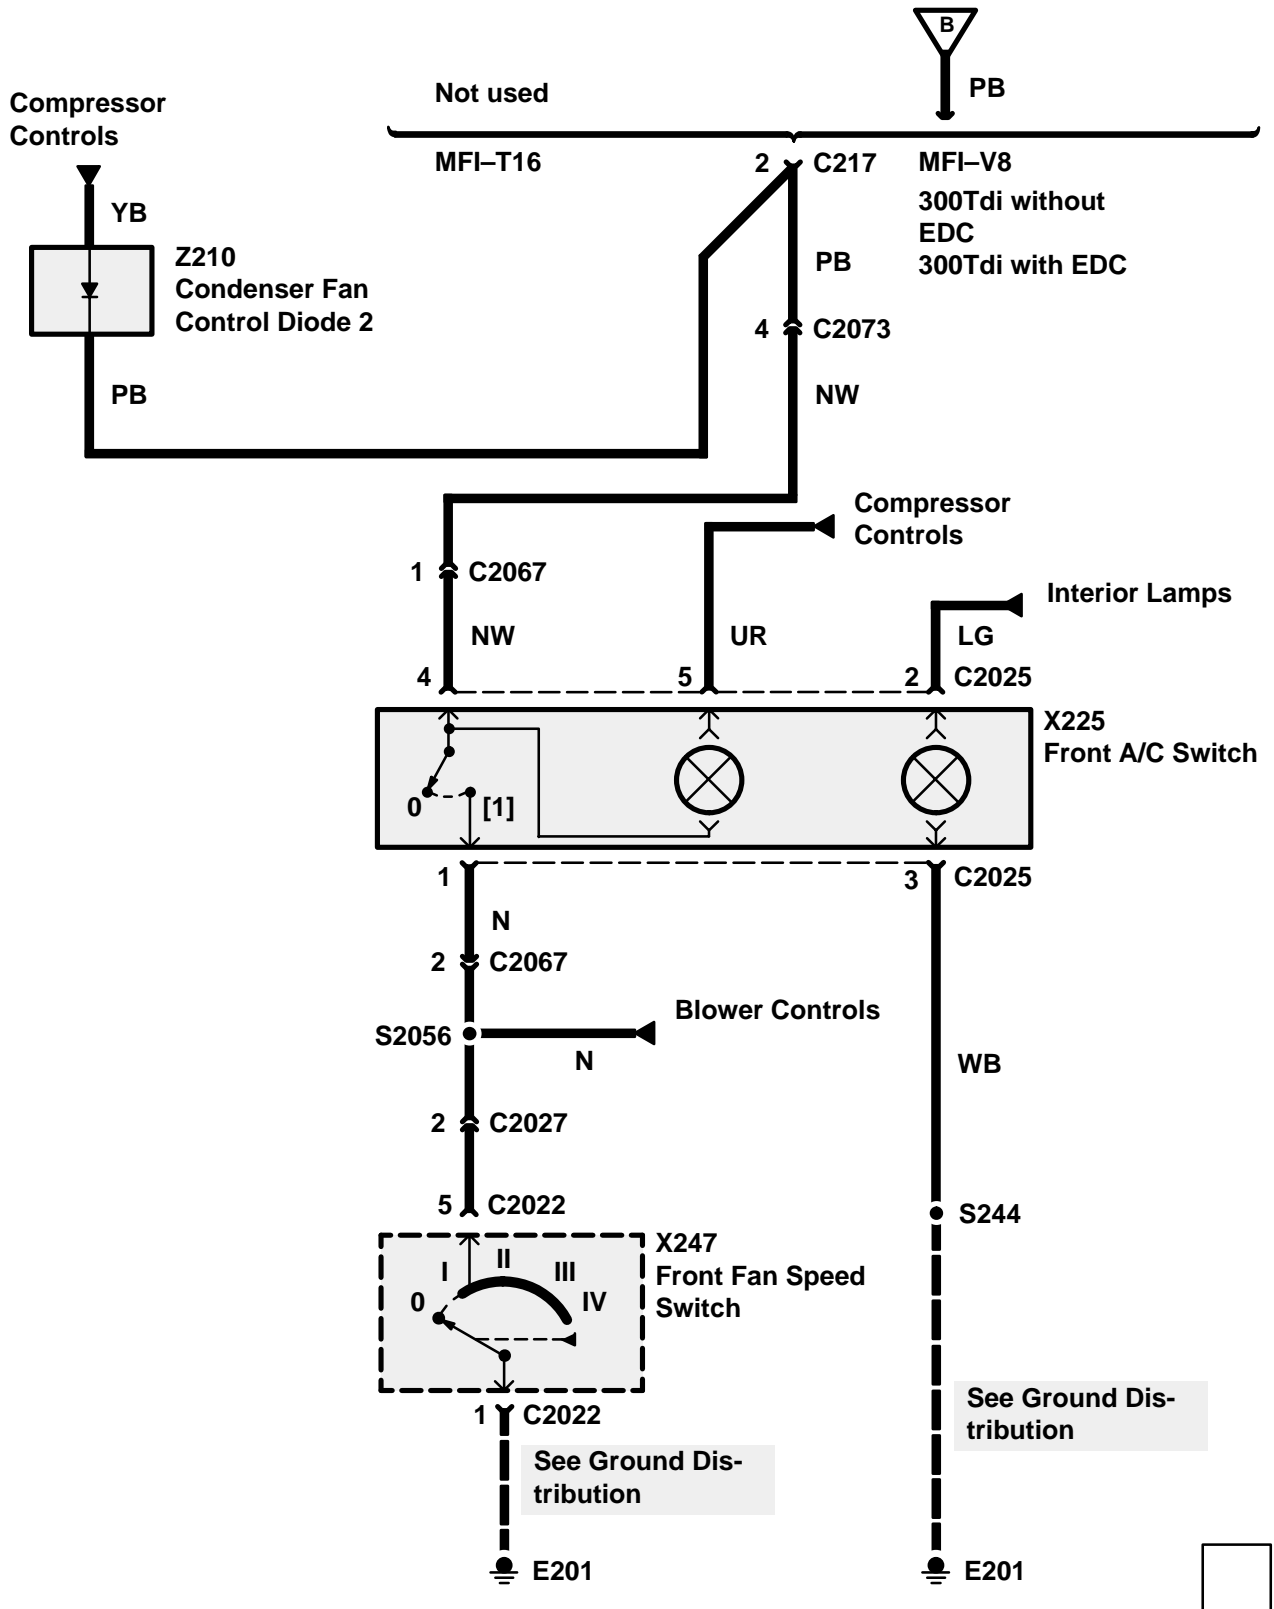 B
PB
Compressor
Controls
Not used
MFI–T16
2
C217
MFI–V8
300Tdi without
EDC
300Tdi with EDC
YB
Z210
Condenser Fan
Control Diode 2
PB
4
C2073
PB
NW
Compressor
Controls
1
C2067
Interior Lamps
NW
UR
LG
4
5
2
C2025
X225
Front A/C Switch
0
[1]
1
3
C2025
N
2
C2067
Blower Controls
S2056
N
WB
2
C2027
5
C2022
S244
X247
Front Fan Speed
Switch
I
II
III
IV
0
1
C2022
See Ground Dis-
tribution
See Ground Dis-
tribution
E201
E201